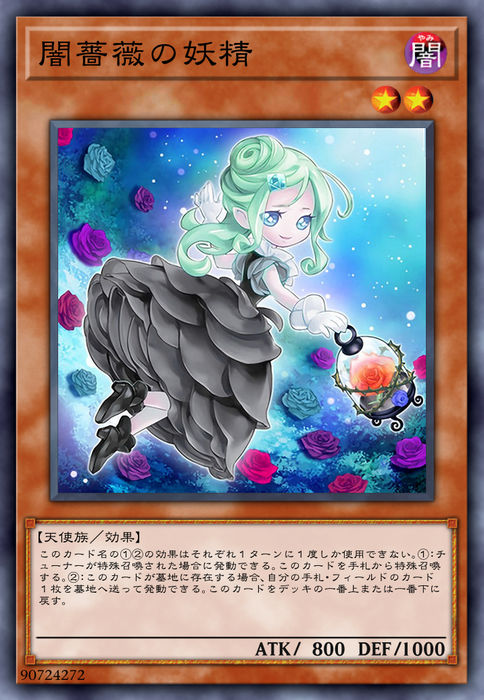 闇薔薇の妖精
やみ
闇
【天使族／効果】
このカード名の①②の効果はそれぞれ１ターンに１度しか使用できない。①:チ
ューナーが特殊召喚された場合に発動できる。このカードを手札から特殊召喚
する。②:このカードが墓地に存在する場合、自分の手札・フィールドのカード
１枚を墓地へ送って発動できる。このカードをデッキの一番上または一番下に
戻す。
ATK/ 800 DEF/1000
90724272